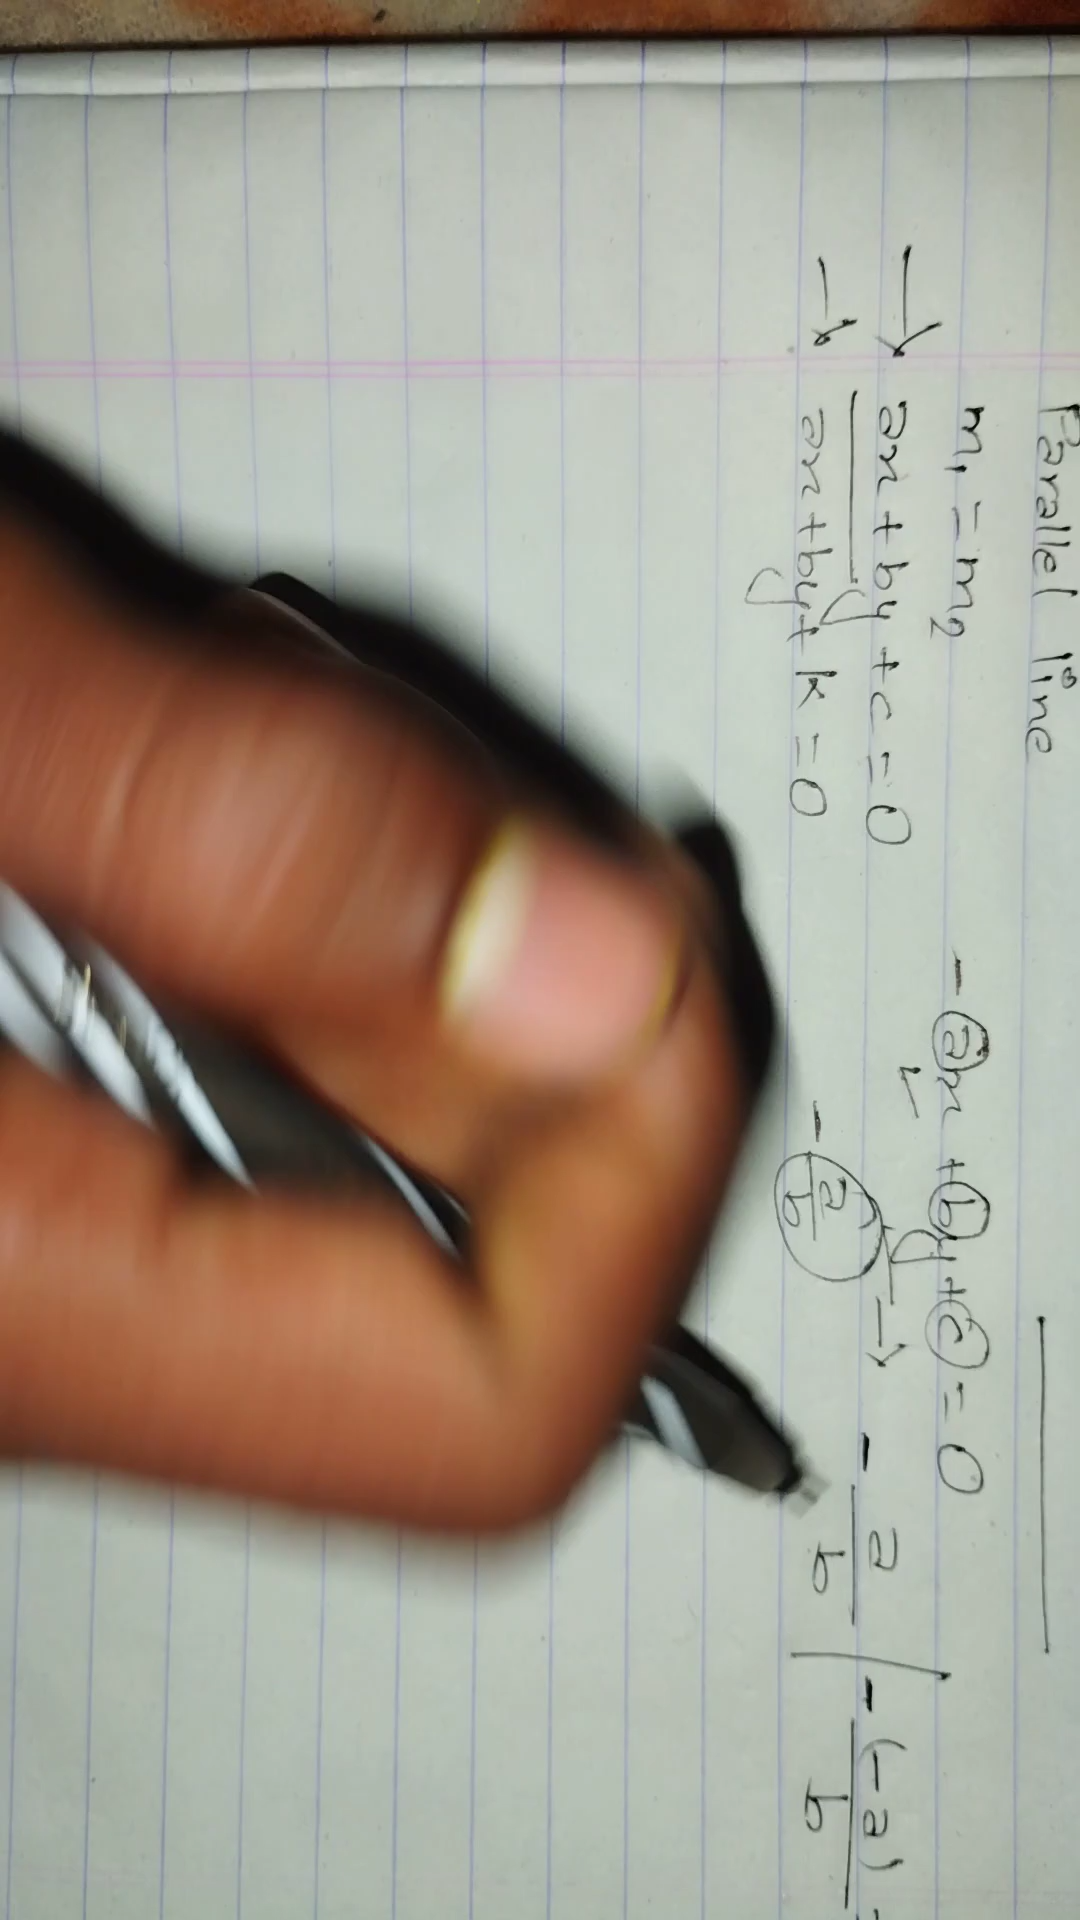 Parallel line
m₁ = m₂
→ ax + by + c = 0
→ ax + by + k = 0
- ax + by + c = 0
- a/b → - a/b / - (-a)/b =